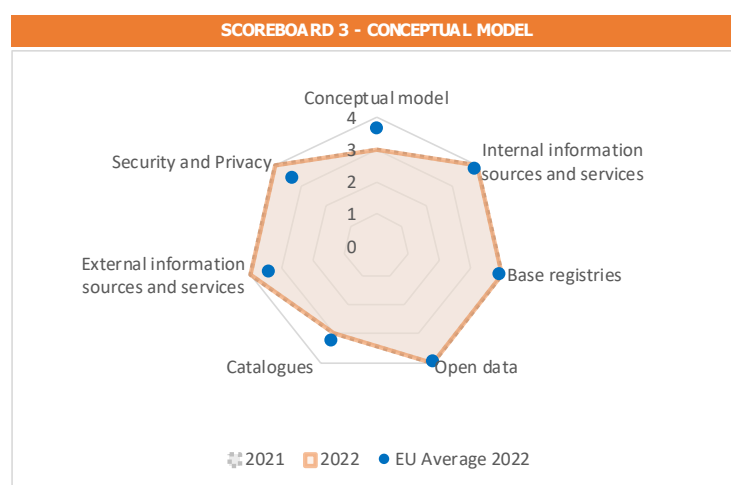 SCOREBOARD 3 - CONCEPTUAL MODEL
Conceptual model
4
3
2
1
0
Internal information
sources and services
Security and Privacy
External information
sources and services
Base registries
Catalogues
Open data
2021
2022
EU Average 2022